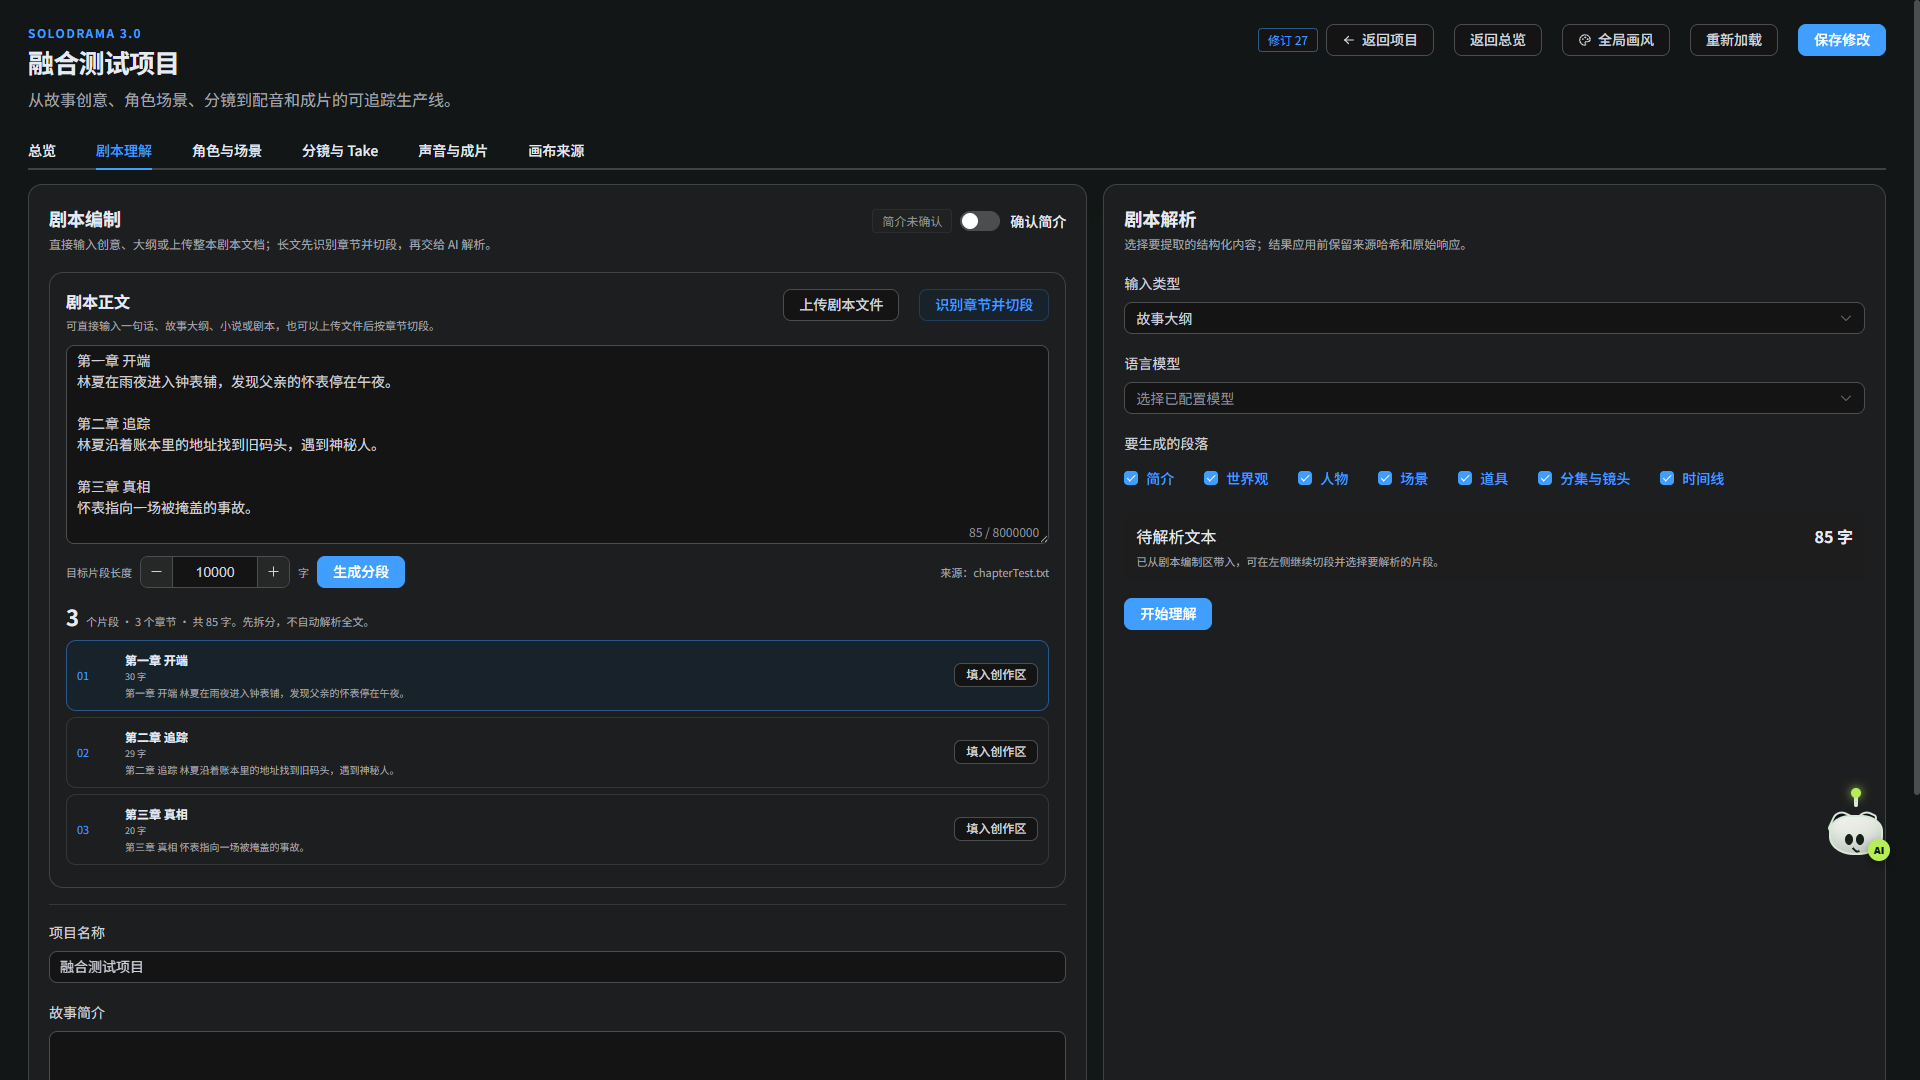 SOLODRAMA 3.0
融合测试项目
从故事创意、角色场景、分镜到配音和成片的可追踪生产线。
修订 27
返回项目
返回总览
全局画风
重新加载
保存修改
总览
剧本理解
角色与场景
分镜与 Take
声音与成片
画布来源
剧本编制
直接输入创意、大纲或上传整本剧本文档；长文先识别章节并切段，再交给 AI 解析。
简介未确认
确认简介
剧本正文
可直接输入一句话、故事大纲、小说或剧本，也可以上传文件后按章节切段。
上传剧本文件
识别章节并切段
第一章 开端
林夏在雨夜进入钟表铺，发现父亲的怀表停在午夜。
第二章 追踪
林夏沿着账本里的地址找到旧码头，遇到神秘人。
第三章 真相
怀表指向一场被掩盖的事故。
85 / 8000000
目标片段长度
10000
字
生成分段
来源：chapterTest.txt
3 个片段 · 3 个章节 · 共 85 字。先拆分，不自动解析全文。
01
第一章 开端
30 字
第一章 开端 林夏在雨夜进入钟表铺，发现父亲的怀表停在午夜。
填入创作区
02
第二章 追踪
29 字
第二章 追踪 林夏沿着账本里的地址找到旧码头，遇到神秘人。
填入创作区
03
第三章 真相
20 字
第三章 真相 怀表指向一场被掩盖的事故。
填入创作区
项目名称
融合测试项目
故事简介
剧本解析
选择要提取的结构化内容；结果应用前保留来源哈希和原始响应。
输入类型
故事大纲
语言模型
选择已配置模型
要生成的段落
简介
世界观
人物
场景
道具
分集与镜头
时间线
待解析文本
85 字
已从剧本编制区带入，可在左侧继续切段并选择要解析的片段。
开始理解
AI